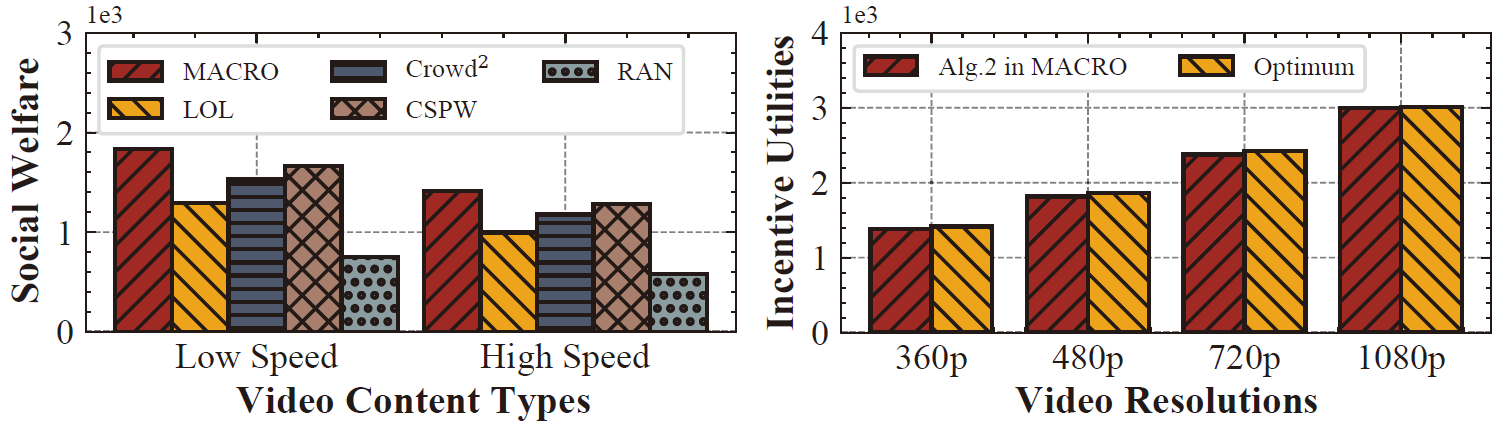 1e3
3
2
1
0
Social Welfare
MACRO
LOL
Crowd²
CSPW
RAN
Low Speed
High Speed
Video Content Types
1e3
4
3
2
1
0
Incentive Utilities
Alg.2 in MACRO
Optimum
360p
480p
720p
1080p
Video Resolutions